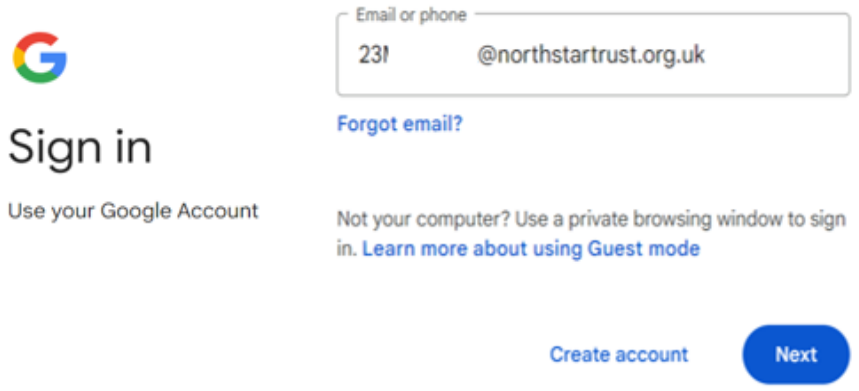 Sign in
Use your Google Account
Email or phone
@northstartrust.org.uk
Forgot email?
Not your computer? Use a private browsing window to sign
in. Learn more about using Guest mode
Create account
Next